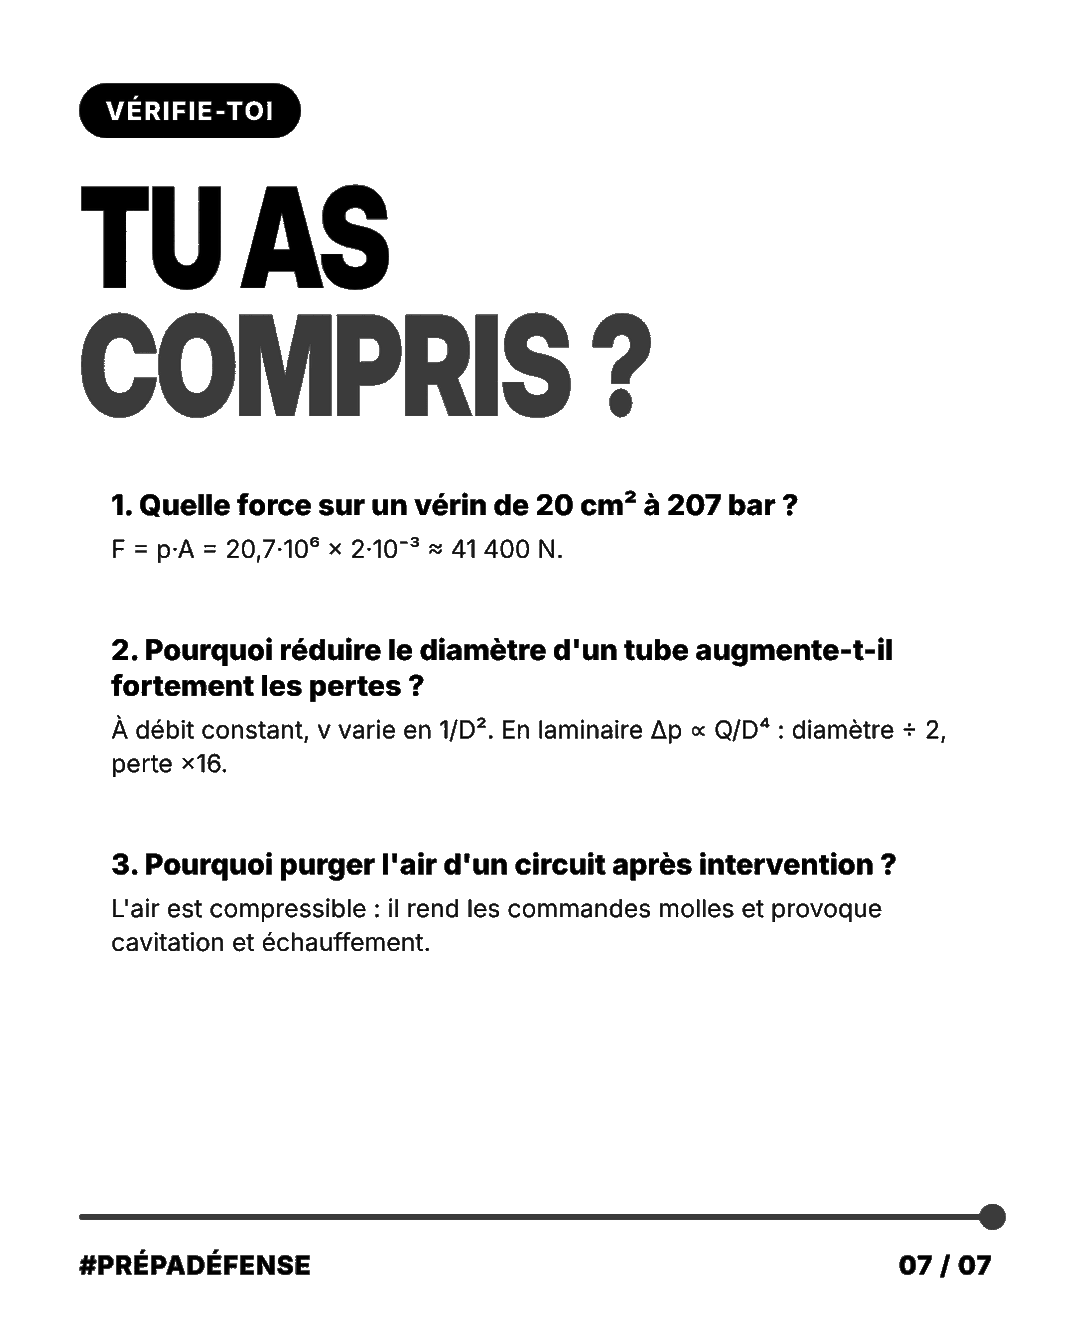 VÉRIFIE-TOI
TU AS
COMPRIS ?
1. Quelle force sur un vérin de 20 cm² à 207 bar ?
F = p·A = 20,7·10⁶ × 2·10⁻³ ≈ 41 400 N.
2. Pourquoi réduire le diamètre d'un tube augmente-t-il
fortement les pertes ?
À débit constant, v varie en 1/D². En laminaire Δp ∝ Q/D⁴ : diamètre ÷ 2,
perte ×16.
3. Pourquoi purger l'air d'un circuit après intervention ?
L'air est compressible : il rend les commandes molles et provoque
cavitation et échauffement.
#PRÉPADÉFENSE
07 / 07